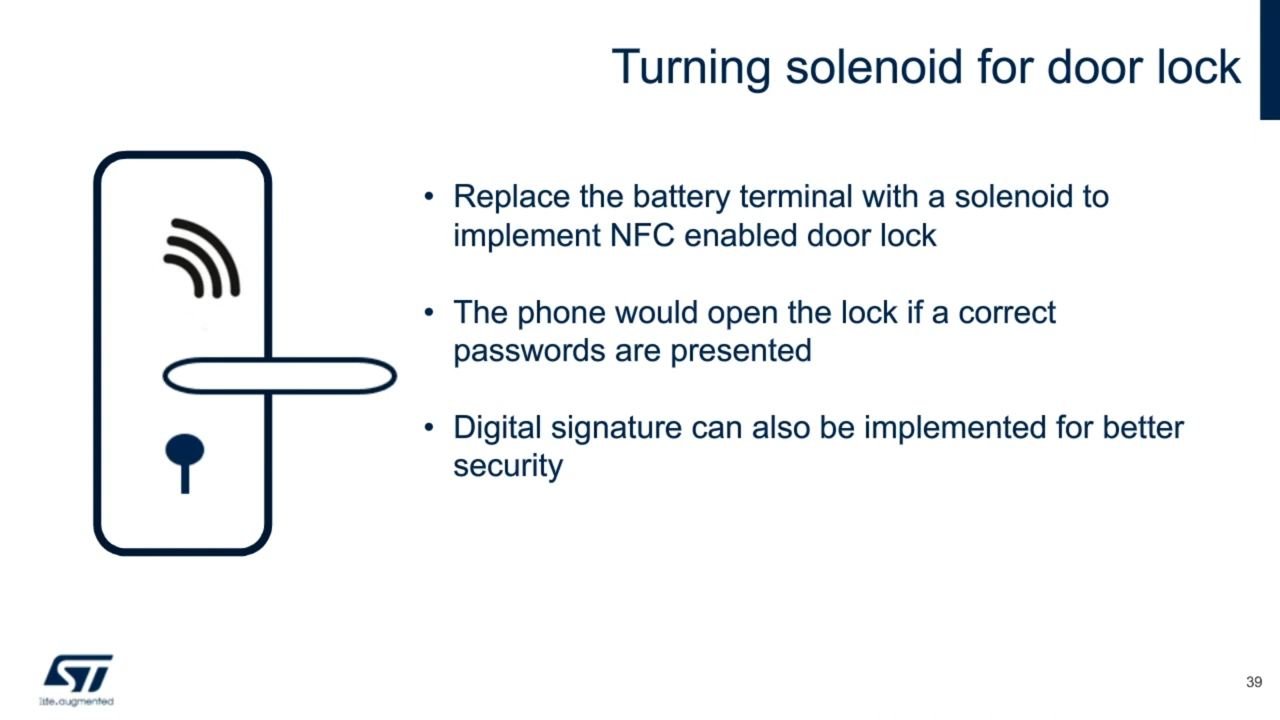 Turning solenoid for door lock
• Replace the battery terminal with a solenoid to
implement NFC enabled door lock
• The phone would open the lock if a correct
passwords are presented
• Digital signature can also be implemented for better
security
ST
life.augmented
39